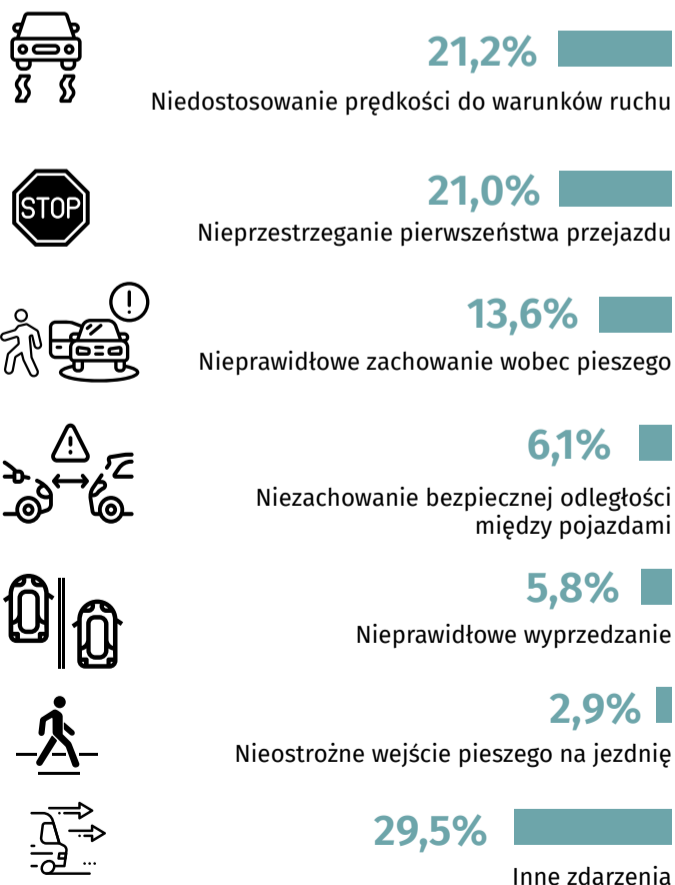 21,2%
Niedostosowanie prędkości do warunków ruchu
STOP
21,0%
Nieprzestrzeganie pierwszeństwa przejazdu
13,6%
Nieprawidłowe zachowanie wobec pieszego
6,1%
Niezachowanie bezpiecznej odległości
między pojazdami
5,8%
Nieprawidłowe wyprzedzanie
2,9%
Nieostrożne wejście pieszego na jezdnię
29,5%
Inne zdarzenia